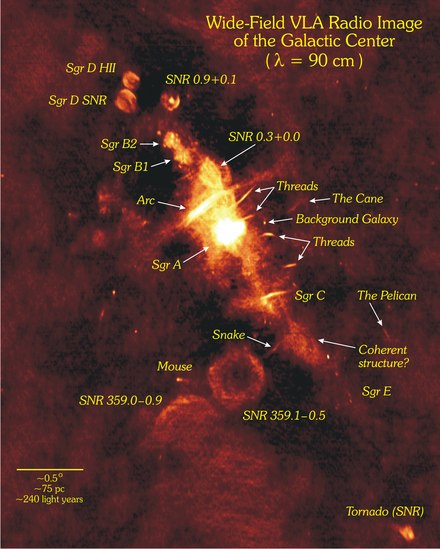 Wide-Field VLA Radio Image
of the Galactic Center
(λ = 90 cm)
Sgr D HII
SNR 0.9+0.1
Sgr D SNR
SNR 0.3+0.0
Sgr B2
Sgr B1
Threads
The Cane
Arc
Background Galaxy
Threads
Sgr A
Sgr C
The Pelican
Snake
Coherent
structure?
Mouse
Sgr E
SNR 359.0–0.9
SNR 359.1–0.5
~0.5°
~75 pc
~240 light years
Tornado (SNR)